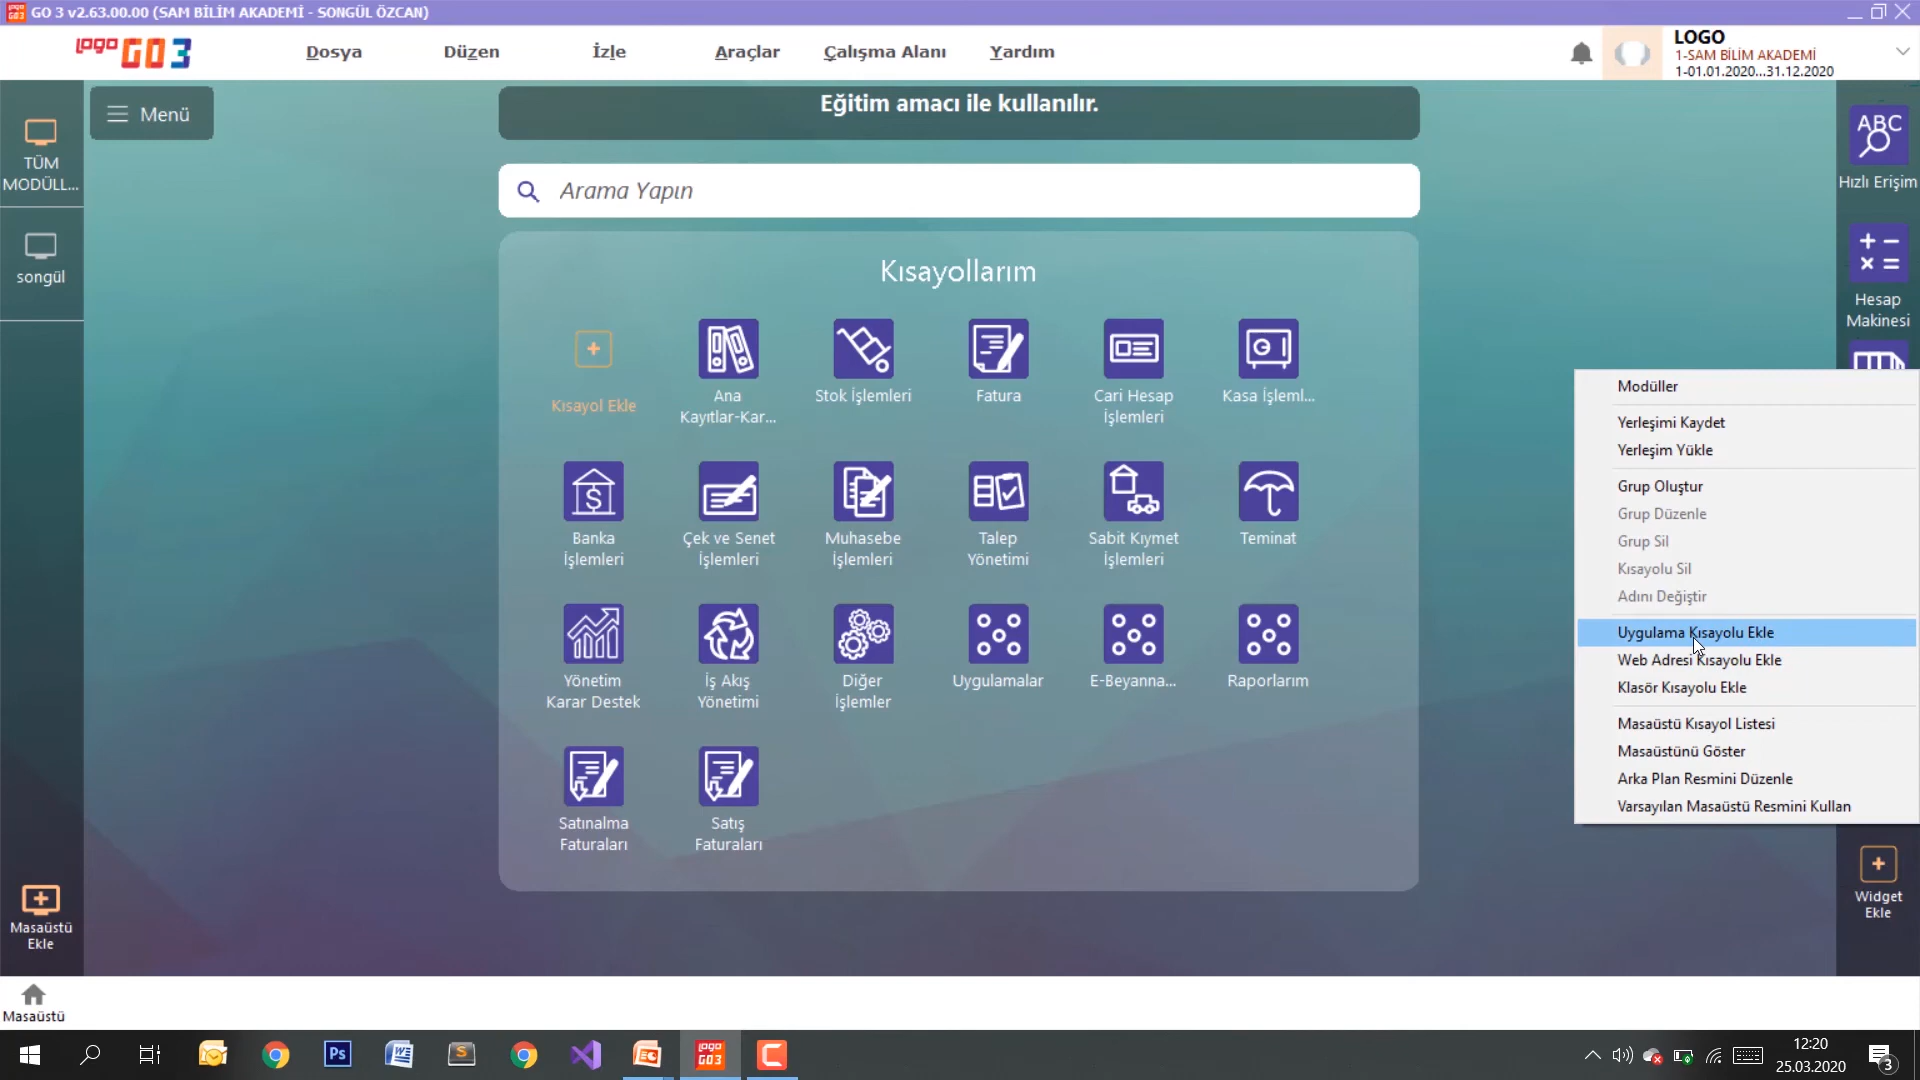 GO 3 v2.63.00.00 (SAM BİLİM AKADEMİ - SONGÜL ÖZCAN)
logo GO 3
Dosya
Düzen
İzle
Araçlar
Çalışma Alanı
Yardım
LOGO
1-SAM BİLİM AKADEMİ
1-01.01.2020...31.12.2020
Menü
Eğitim amacı ile kullanılır.
Arama Yapın
TÜM
MODÜLL...
songül
Masaüstü
Ekle
Kısayollarım
Kısayol Ekle
Ana
Kayıtlar-Kar...
Stok İşlemleri
Fatura
Cari Hesap
İşlemleri
Kasa İşleml...
Banka
İşlemleri
Çek ve Senet
İşlemleri
Muhasebe
İşlemleri
Talep
Yönetimi
Sabit Kıymet
İşlemleri
Teminat
Yönetim
Karar Destek
İş Akış
Yönetimi
Diğer
İşlemler
Uygulamalar
E-Beyanna...
Raporlarım
Satınalma
Faturaları
Satış
Faturaları
ABC
Hızlı Erişim
Hesap
Makinesi
Modüller
Yerleşimi Kaydet
Yerleşim Yükle
Grup Oluştur
Grup Düzenle
Grup Sil
Kısayolu Sil
Adını Değiştir
Uygulama Kısayolu Ekle
Web Adresi Kısayolu Ekle
Klasör Kısayolu Ekle
Masaüstü Kısayol Listesi
Masaüstünü Göster
Arka Plan Resmini Düzenle
Varsayılan Masaüstü Resmini Kullan
Widget
Ekle
Masaüstü
Ps
logo GO3
12:20
25.03.2020
3